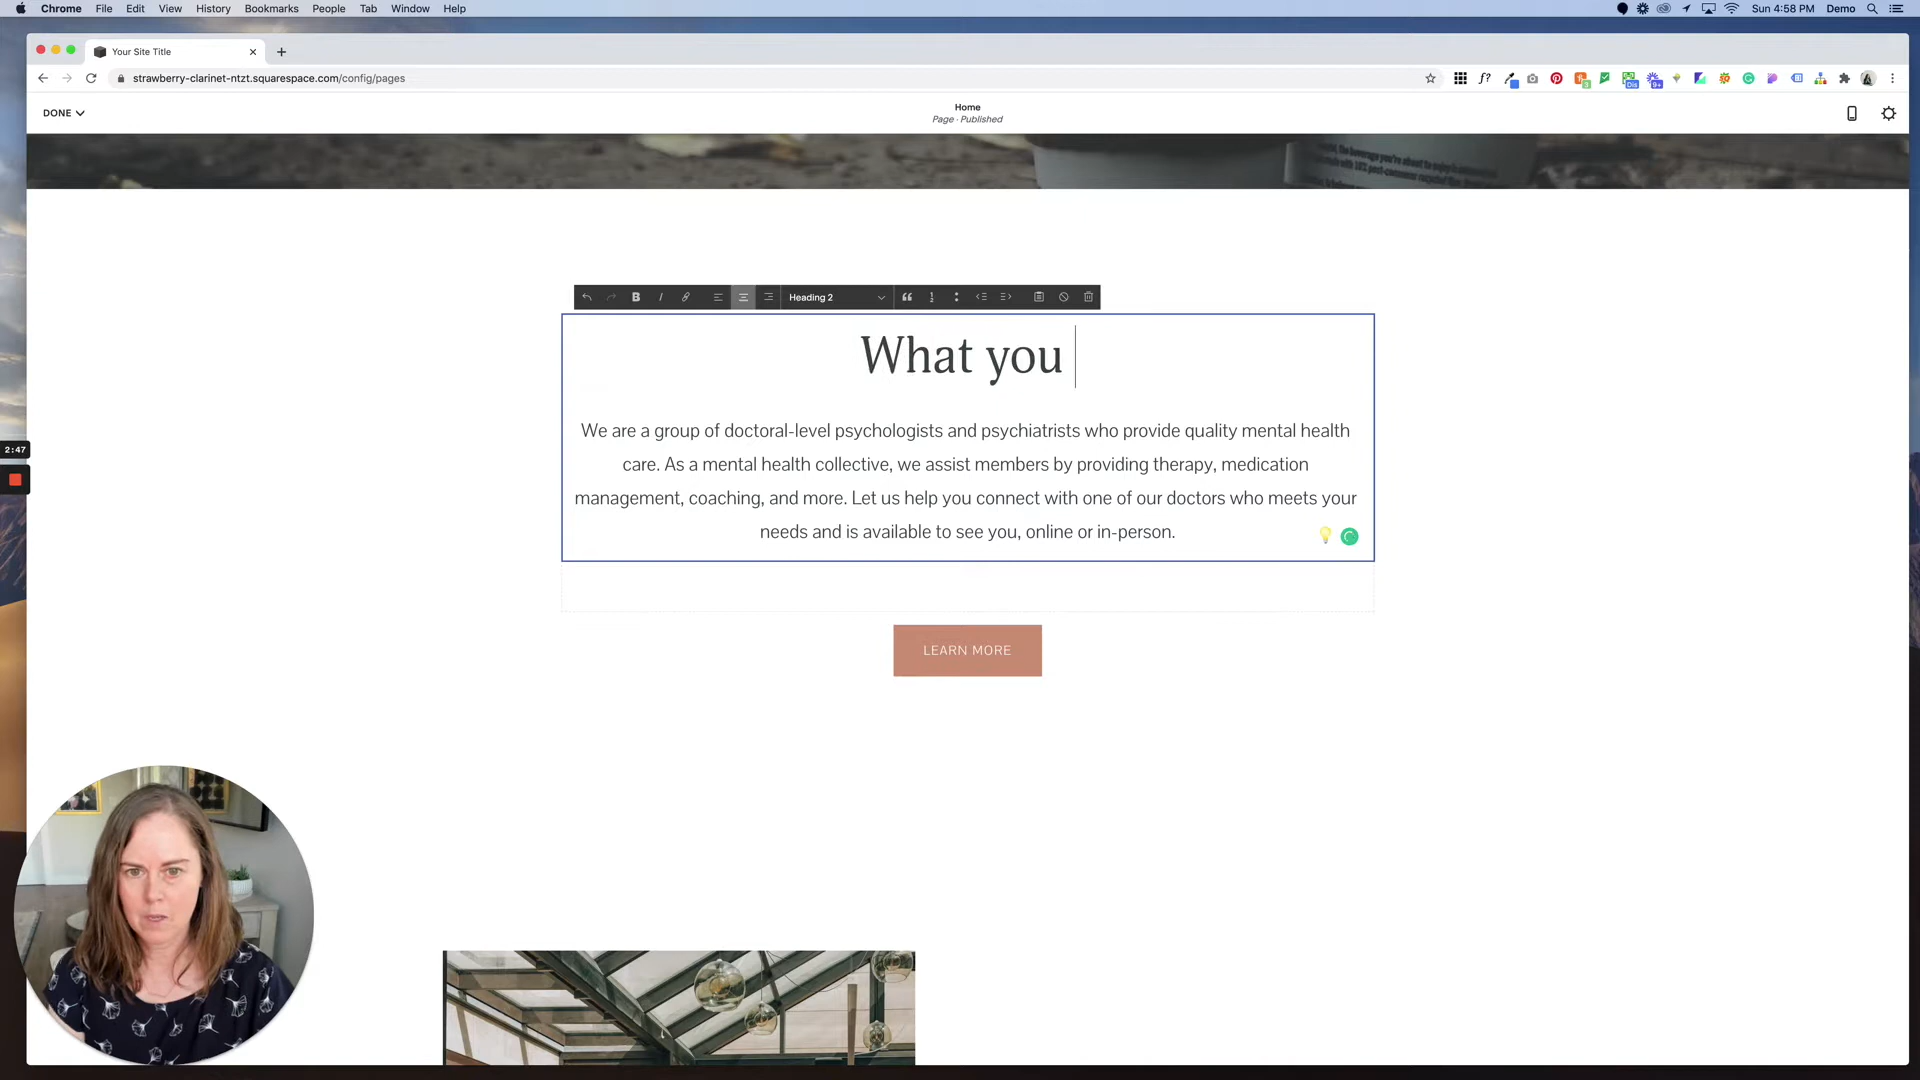 Chrome File Edit View History Bookmarks People Tab Window Help
Sun 4:58 PM Demo
Your Site Title
strawberry-clarinet-ntzt.squarespace.com/config/pages
f?
3
Dis
9+
DONE
Home
Page · Published
Heading 2
What you
We are a group of doctoral-level psychologists and psychiatrists who provide quality mental health
care. As a mental health collective, we assist members by providing therapy, medication
management, coaching, and more. Let us help you connect with one of our doctors who meets your
needs and is available to see you, online or in-person.
2:47
LEARN MORE